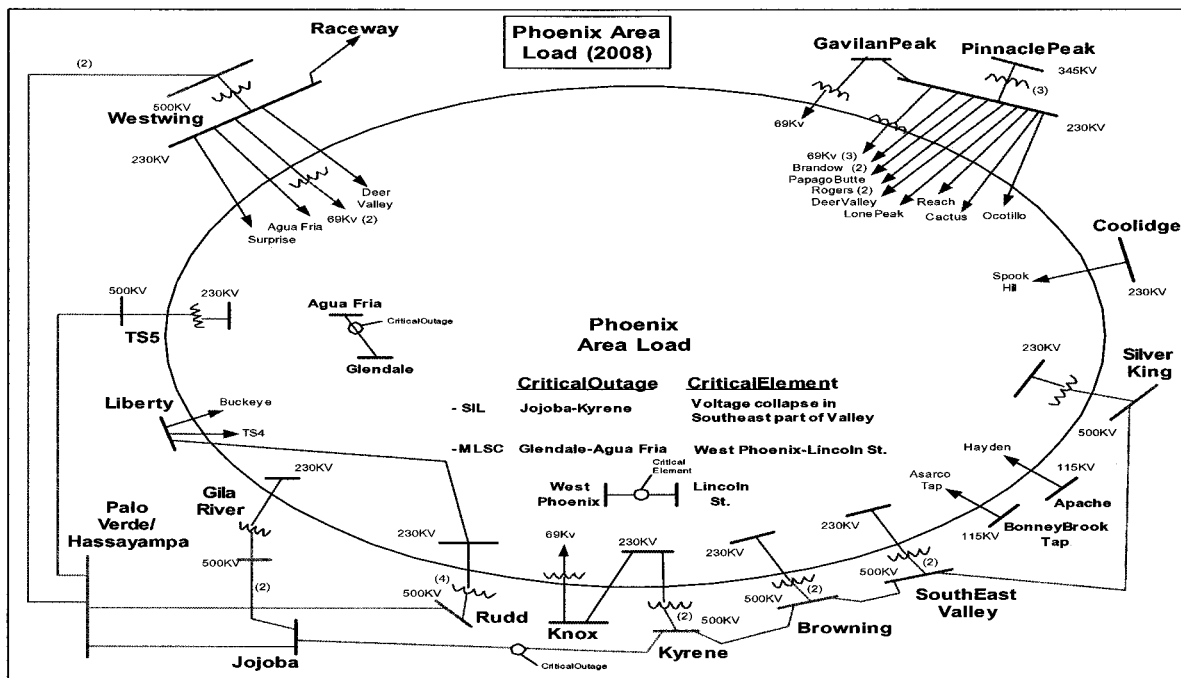 Phoenix Area
Load (2008)
Raceway
(2)
500KV
Westwing
230KV
Deer
Valley
69Kv (2)
Agua Fria
Surprise
GavilanPeak
PinnaclePeak
345KV
(3)
69Kv
230KV
69Kv (3)
Brandow (2)
Papago Butte
Rogers (2)
DeerValley
LonePeak
Reach
Cactus
Ocotillo
Coolidge
Spook
Hill
230KV
500KV
230KV
TS5
Agua Fria
CriticalOutage
Glendale
Phoenix
Area Load
CriticalOutage CriticalElement
- SIL Jojoba-Kyrene Voltage collapse in
Southeast part of Valley
-MLSC Glendale-Agua Fria West Phoenix-Lincoln St.
Critical
Element
West
Phoenix
Lincoln
St.
230KV
Silver
King
500KV
Liberty
Buckeye
TS4
Hayden
115KV
Apache
Asarco
Tap
115KV
BonneyBrook
Tap
Palo
Verde/
Hassayampa
Gila
River
230KV
500KV
(2)
Jojoba
230KV
(4)
500KV
Rudd
69Kv
Knox
230KV
(2)
500KV
Kyrene
CriticalOutage
230KV
(2)
500KV
Browning
230KV
(2)
500KV
SouthEast
Valley